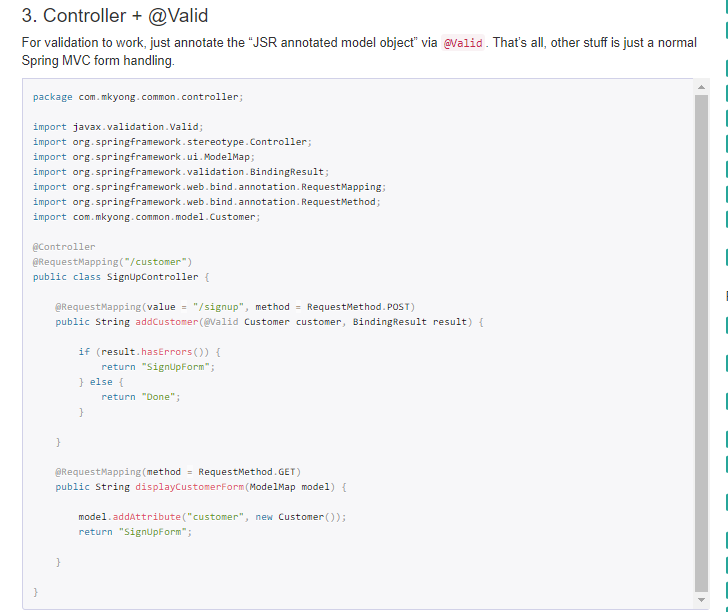 3. Controller + @Valid
For validation to work, just annotate the “JSR annotated model object” via @Valid. That’s all, other stuff is just a normal
Spring MVC form handling.
package com.mkyong.common.controller;
import javax.validation.Valid;
import org.springframework.stereotype.Controller;
import org.springframework.ui.ModelMap;
import org.springframework.validation.BindingResult;
import org.springframework.web.bind.annotation.RequestMapping;
import org.springframework.web.bind.annotation.RequestMethod;
import com.mkyong.common.model.Customer;
@Controller
@RequestMapping("/customer")
public class SignUpController {
@RequestMapping(value = "/signup", method = RequestMethod.POST)
public String addCustomer(@Valid Customer customer, BindingResult result) {
if (result.hasErrors()) {
return "SignUpForm";
} else {
return "Done";
}
}
@RequestMapping(method = RequestMethod.GET)
public String displayCustomerForm(ModelMap model) {
model.addAttribute("customer", new Customer());
return "SignUpForm";
}
}